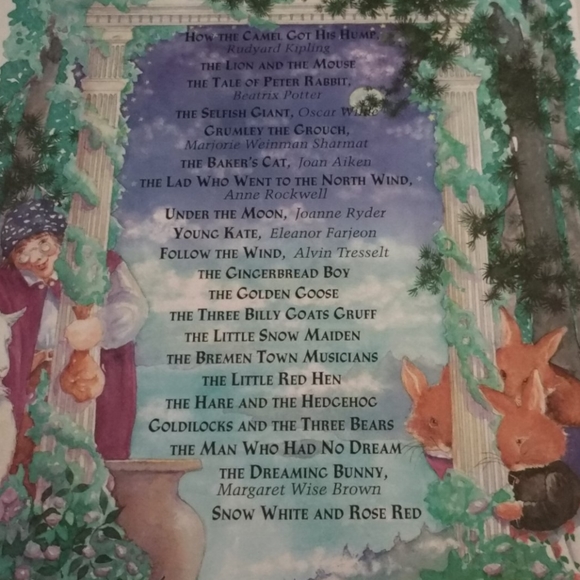 How the Camel Got His Hump,
Rudyard Kipling
the Lion and the Mouse
the Tale of Peter Rabbit,
Beatrix Potter
the Selfish Giant, Oscar Wilde
Grumley the Grouch,
Marjorie Weinman Sharmat
the Baker's Cat, Joan Aiken
the Lad Who Went to the North Wind,
Anne Rockwell
Under the Moon, Joanne Ryder
Young Kate, Eleanor Farjeon
Follow the Wind, Alvin Tresselt
the Gingerbread Boy
the Golden Goose
the Three Billy Goats Gruff
the Little Snow Maiden
the Bremen Town Musicians
the Little Red Hen
the Hare and the Hedgehog
Goldilocks and the Three Bears
the Man Who Had No Dream
the Dreaming Bunny,
Margaret Wise Brown
Snow White and Rose Red